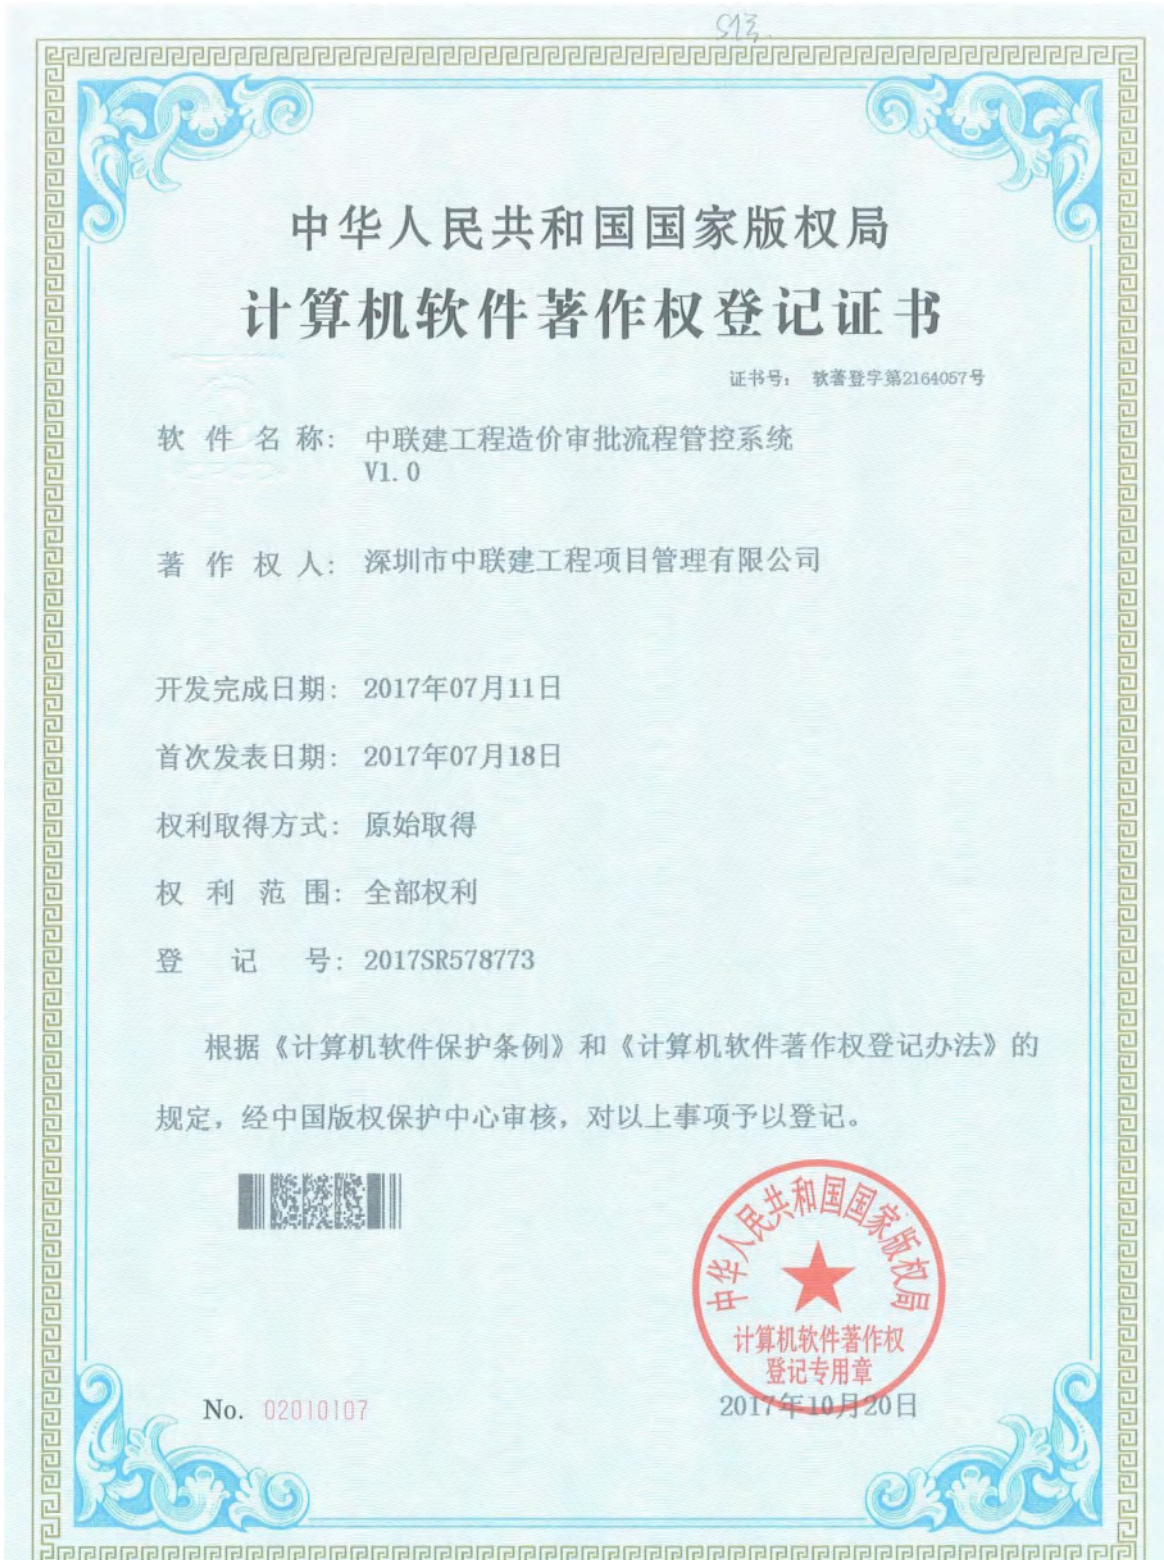 中华人民共和国国家版权局
计算机软件著作权登记证书
证书号： 软著登字第2164057号
软件名称： 中联建工程造价审批流程管控系统
V1.0
著作权人： 深圳市中联建工程项目管理有限公司
开发完成日期： 2017年07月11日
首次发表日期： 2017年07月18日
权利取得方式： 原始取得
权利范围： 全部权利
登记号： 2017SR578773
根据《计算机软件保护条例》和《计算机软件著作权登记办法》的
规定，经中国版权保护中心审核，对以上事项予以登记。
中华人民共和国国家版权局
计算机软件著作权
登记专用章
No. 02010107
2017年10月20日